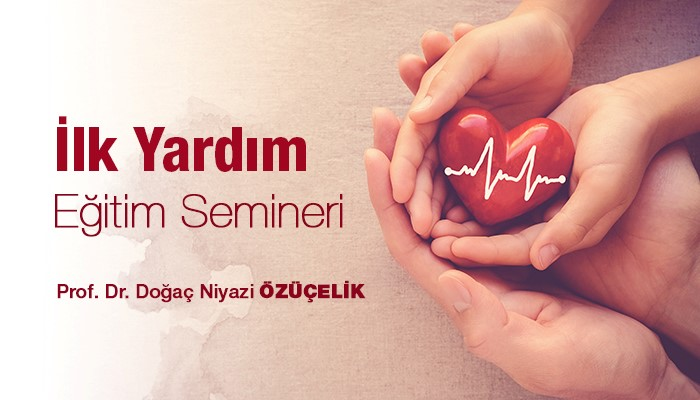 İlk Yardım
Eğitim Semineri
Prof. Dr. Doğaç Niyazi ÖZÜÇELİK